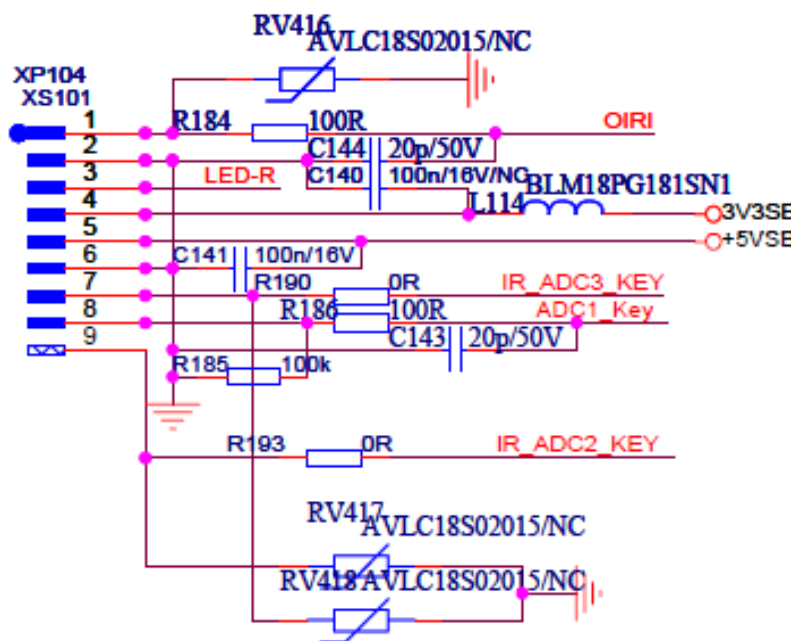 RV416
AVLC18S02015/NC
XP104
XS101
1
R184
100R
OIRI
2
C144
20p/50V
3
LED-R
C140
100n/16V/NC
BLM18PG181SN1
4
L114
3V3SE
5
+5VSE
6
C141
100n/16V
7
R190
0R
IR_ADC3_KEY
8
R186
100R
ADC1_Key
9
C143
20p/50V
R185
100k
R193
0R
IR_ADC2_KEY
RV417
AVLC18S02015/NC
RV418
AVLC18S02015/NC